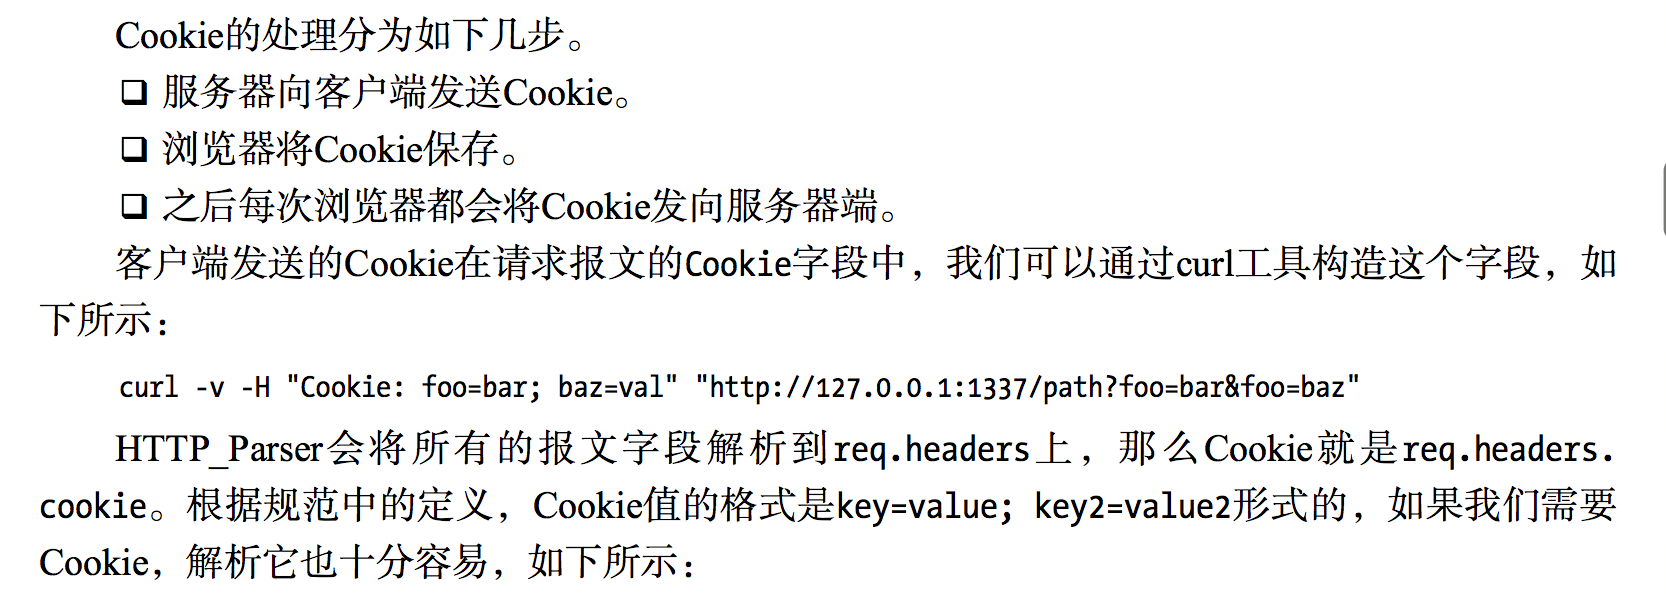 Cookie的处理分为如下几步。
❑ 服务器向客户端发送Cookie。
❑ 浏览器将Cookie保存。
❑ 之后每次浏览器都会将Cookie发向服务器端。
客户端发送的Cookie在请求报文的Cookie字段中，我们可以通过curl工具构造这个字段，如
下所示：
curl -v -H "Cookie: foo=bar; baz=val" "http://127.0.0.1:1337/path?foo=bar&foo=baz"
HTTP_Parser会将所有的报文字段解析到req.headers上，那么Cookie就是req.headers.
cookie。根据规范中的定义，Cookie值的格式是key=value; key2=value2形式的，如果我们需要
Cookie，解析它也十分容易，如下所示：